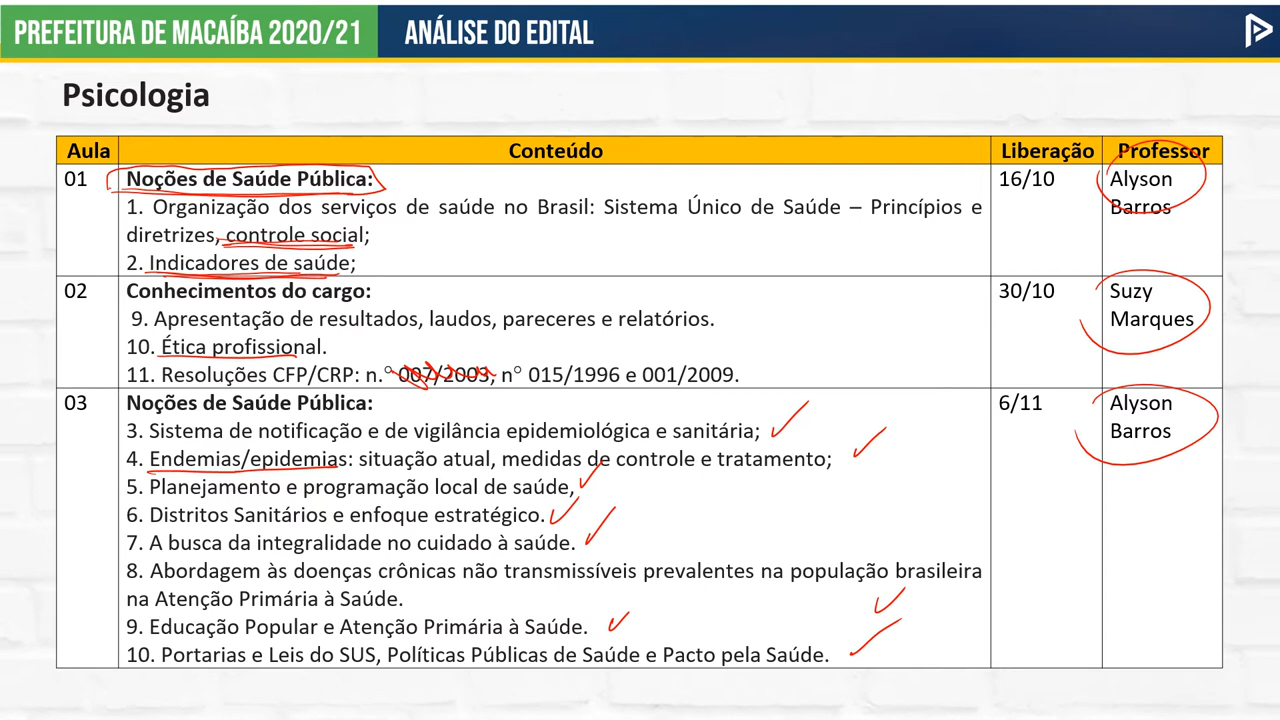 PREFEITURA DE MACAÍBA 2020/21 ANÁLISE DO EDITAL
Psicologia
Aula Conteúdo Liberação Professor
01 Noções de Saúde Pública: 16/10 Alyson
1. Organização dos serviços de saúde no Brasil: Sistema Único de Saúde – Princípios e Barros
diretrizes, controle social;
2. Indicadores de saúde;
02 Conhecimentos do cargo: 30/10 Suzy
9. Apresentação de resultados, laudos, pareceres e relatórios. Marques
10. Ética profissional.
11. Resoluções CFP/CRP: n.° 007/2003, n° 015/1996 e 001/2009.
03 Noções de Saúde Pública: 6/11 Alyson
3. Sistema de notificação e de vigilância epidemiológica e sanitária; Barros
4. Endemias/epidemias: situação atual, medidas de controle e tratamento;
5. Planejamento e programação local de saúde,
6. Distritos Sanitários e enfoque estratégico.
7. A busca da integralidade no cuidado à saúde.
8. Abordagem às doenças crônicas não transmissíveis prevalentes na população brasileira
na Atenção Primária à Saúde.
9. Educação Popular e Atenção Primária à Saúde.
10. Portarias e Leis do SUS, Políticas Públicas de Saúde e Pacto pela Saúde.